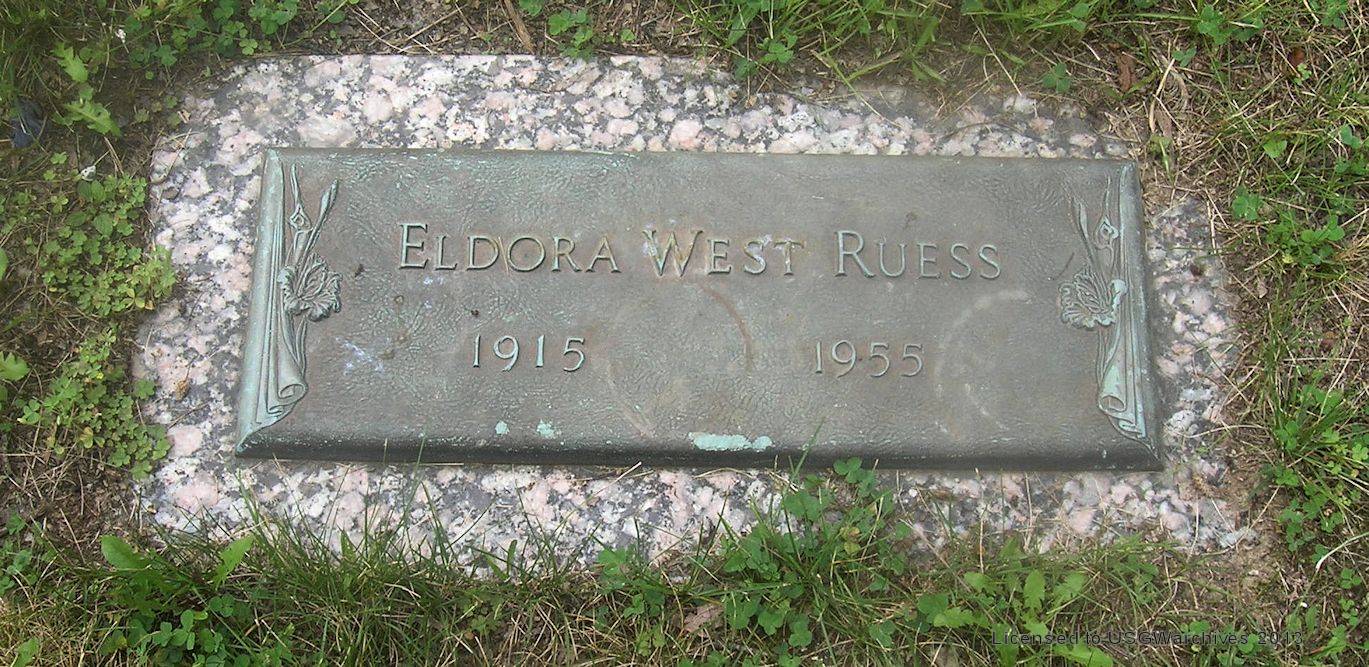 Eldora West Ruess
1915 1955
Licensed to USGWarchives 2013